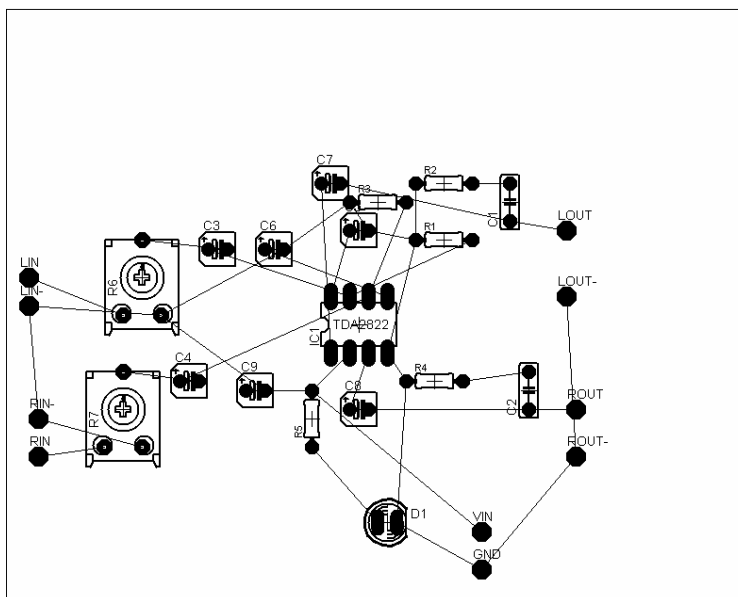 C7
R2
R3
C1
C3
C6
R1
LOUT
LIN
R6
LIN-
LOUT-
IC1
TDA2822
C4
C9
R4
C8
C2
R7
RIN-
ROUT
R5
RIN
ROUT-
D1
VIN
GND